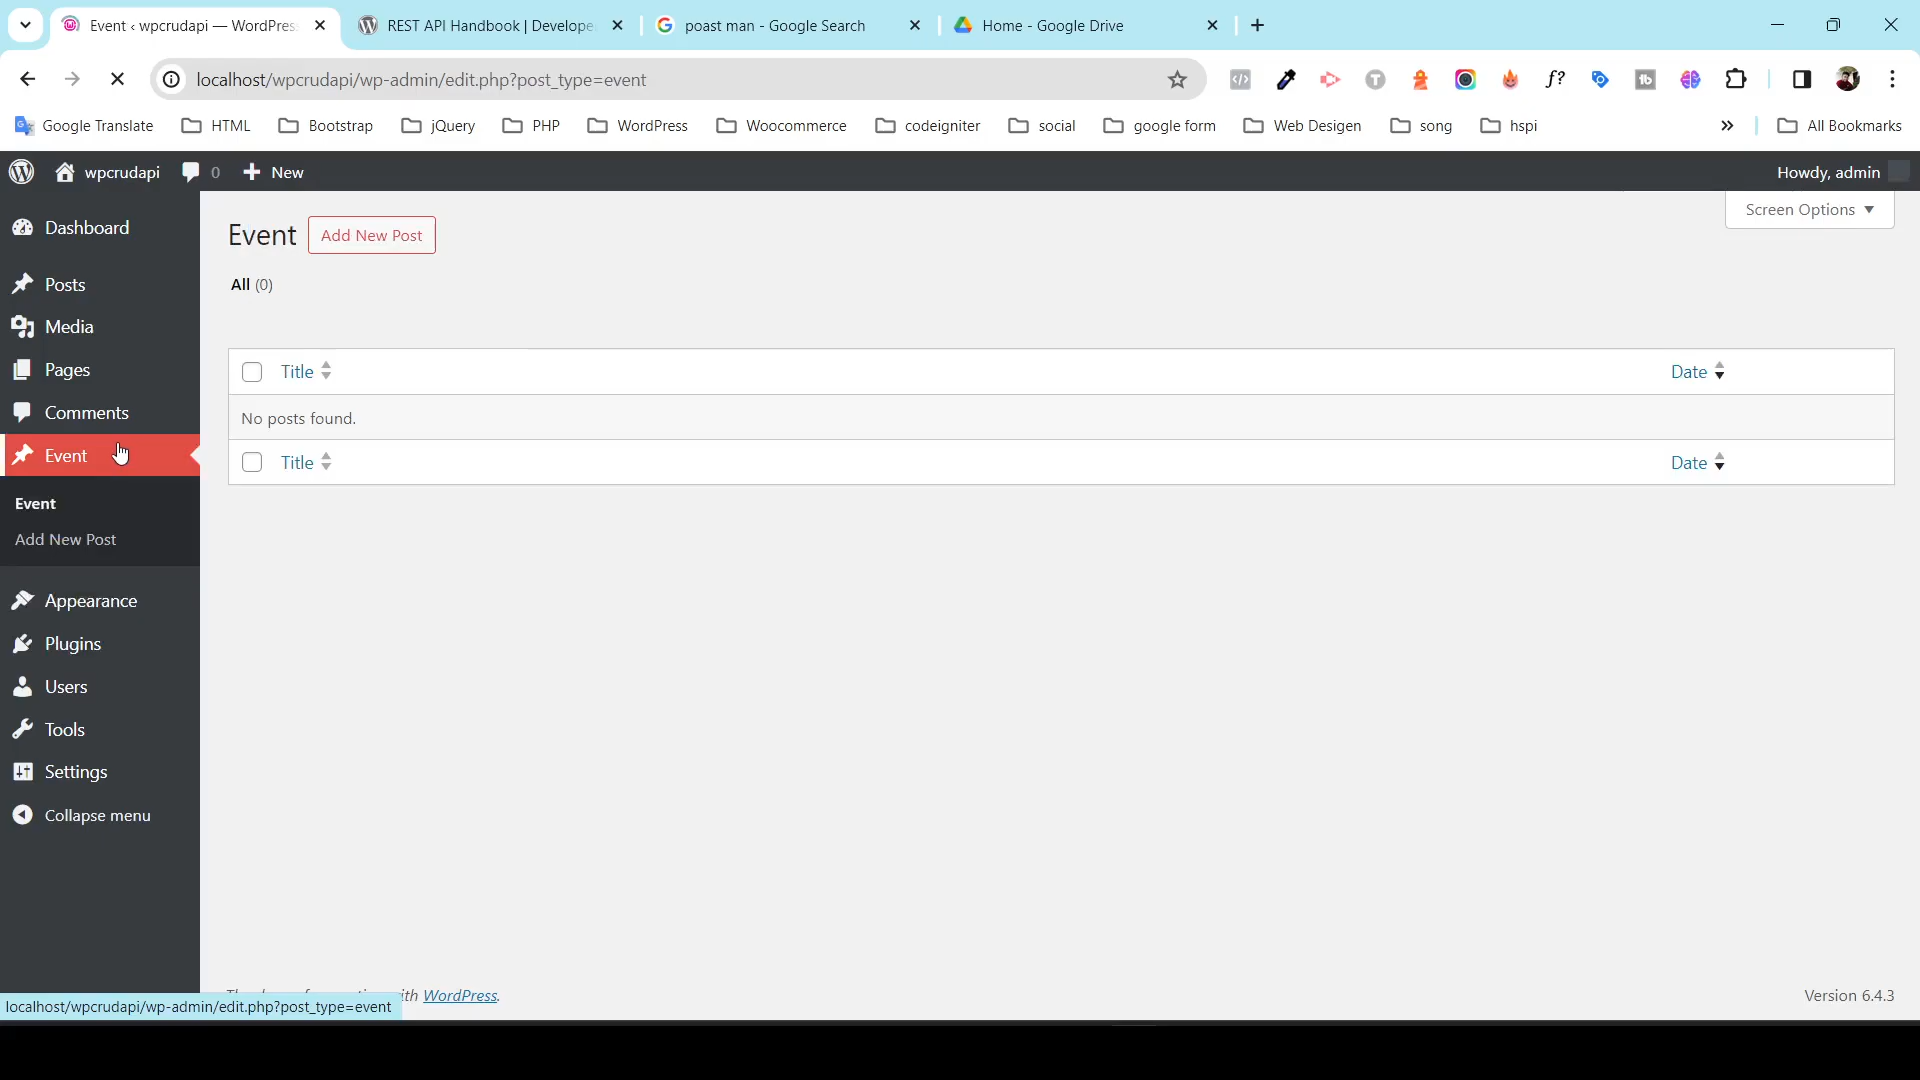 Event ‹ wpcrudapi — WordPres
REST API Handbook | Develope
poast man - Google Search
Home - Google Drive
localhost/wpcrudapi/wp-admin/edit.php?post_type=event
Google Translate
HTML
Bootstrap
jQuery
PHP
WordPress
Woocommerce
codeigniter
social
google form
Web Desigen
song
hspi
All Bookmarks
wpcrudapi
0
New
Howdy, admin
Dashboard
Posts
Media
Pages
Comments
Event
Event
Add New Post
Appearance
Plugins
Users
Tools
Settings
Collapse menu
Screen Options
Event
Add New Post
All (0)
Title
Date
No posts found.
Title
Date
WordPress.
Version 6.4.3
localhost/wpcrudapi/wp-admin/edit.php?post_type=event